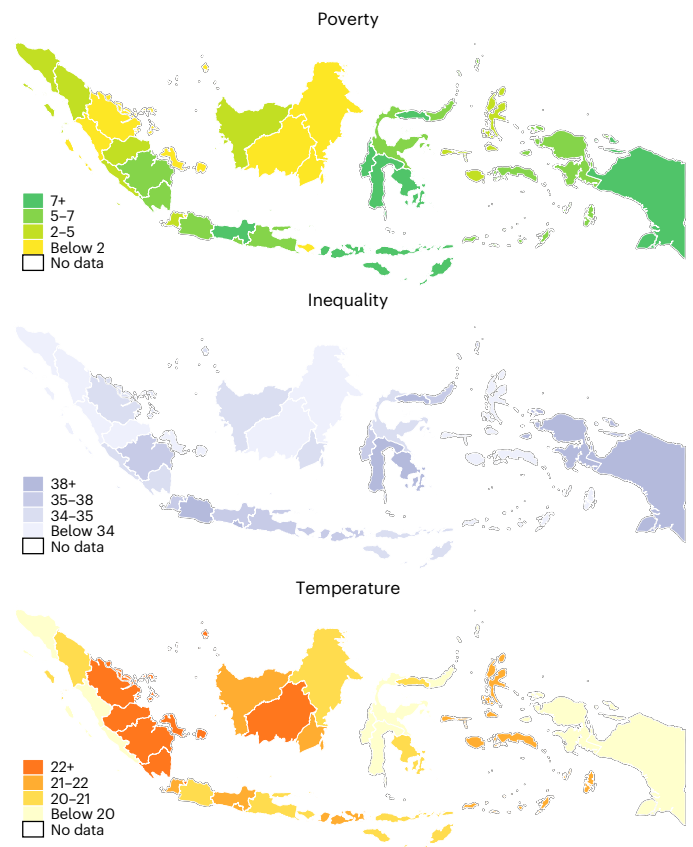 Poverty
7+
5–7
2–5
Below 2
No data
Inequality
38+
35–38
34–35
Below 34
No data
Temperature
22+
21–22
20–21
Below 20
No data